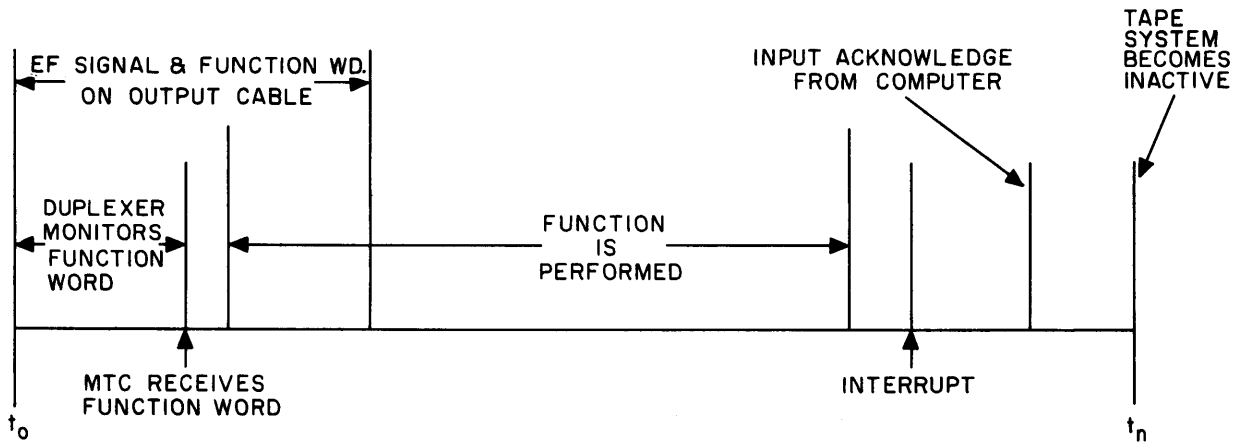 EF SIGNAL & FUNCTION WD.
ON OUTPUT CABLE
INPUT ACKNOWLEDGE
FROM COMPUTER
TAPE
SYSTEM
BECOMES
INACTIVE
DUPLEXER
MONITORS
FUNCTION
WORD
FUNCTION
IS
PERFORMED
MTC RECEIVES
FUNCTION WORD
INTERRUPT
t₀
tₙ